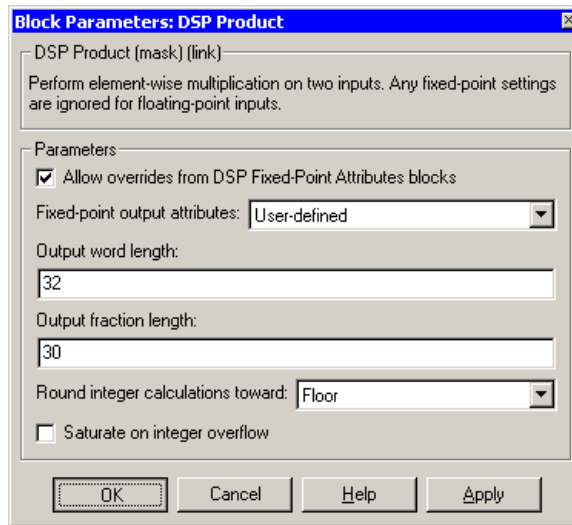 Block Parameters: DSP Product
DSP Product (mask) (link)
Perform element-wise multiplication on two inputs. Any fixed-point settings
are ignored for floating-point inputs.
Parameters
Allow overrides from DSP Fixed-Point Attributes blocks
Fixed-point output attributes: User-defined
Output word length:
32
Output fraction length:
30
Round integer calculations toward: Floor
Saturate on integer overflow
OK Cancel Help Apply